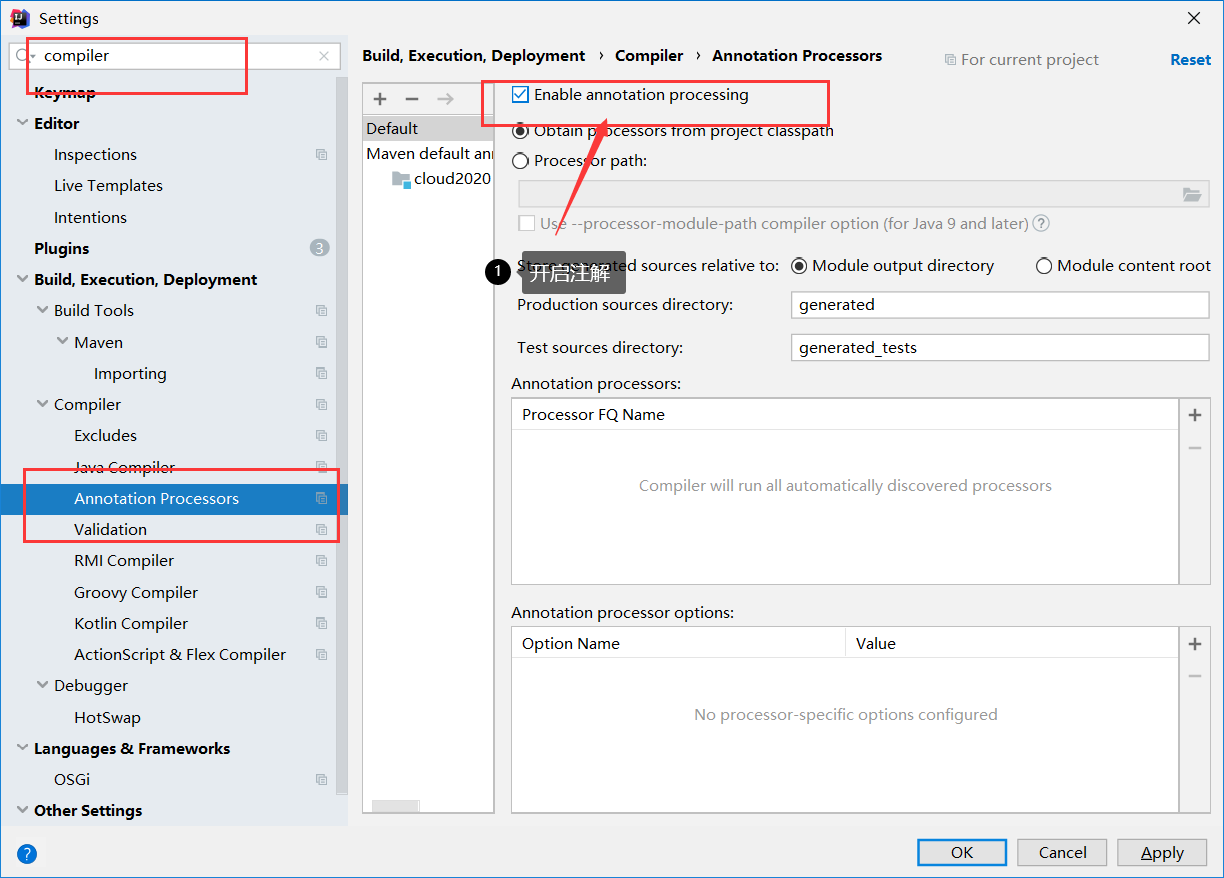 Settings
compiler
Build, Execution, Deployment › Compiler › Annotation Processors
For current project
Reset
Keymap
Editor
Inspections
Live Templates
Intentions
Plugins
3
Build, Execution, Deployment
Build Tools
Maven
Importing
Compiler
Excludes
Java Compiler
Annotation Processors
Validation
RMI Compiler
Groovy Compiler
Kotlin Compiler
ActionScript & Flex Compiler
Debugger
HotSwap
Languages & Frameworks
OSGi
Other Settings
Default
Maven default ann
cloud2020
Enable annotation processing
Obtain processors from project classpath
Processor path:
Use --processor-module-path compiler option (for Java 9 and later) ?
1
开启注解
sources relative to: Module output directory Module content root
Production sources directory: generated
Test sources directory: generated_tests
Annotation processors:
Processor FQ Name
Compiler will run all automatically discovered processors
Annotation processor options:
Option Name Value
No processor-specific options configured
?
OK Cancel Apply